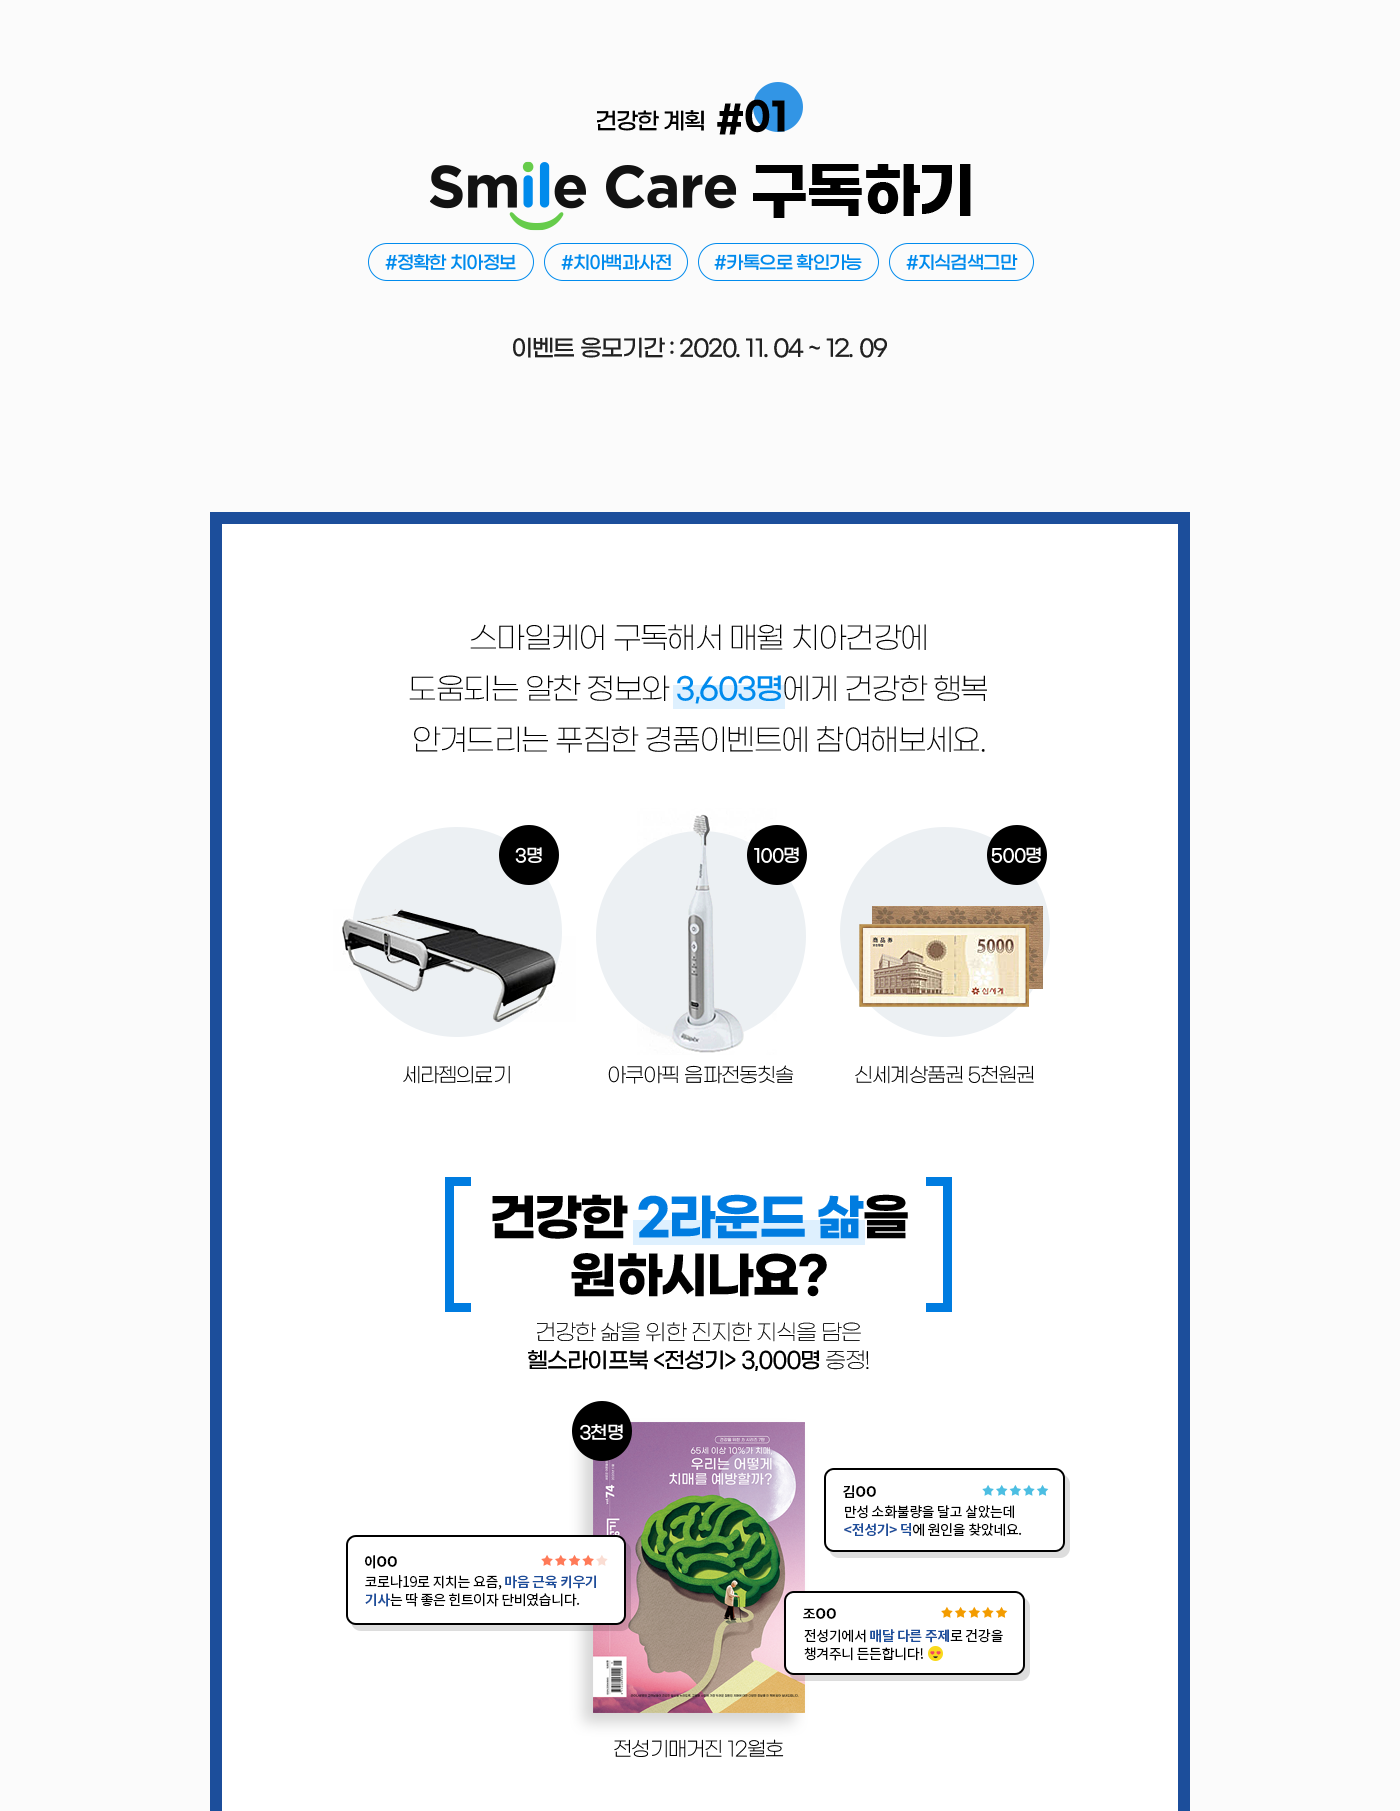 건강한 계획 #01
Smile Care 구독하기
#정확한 치아정보 #치아백과사전 #카톡으로 확인가능 #지식검색그만
이벤트 응모기간 : 2020. 11. 04 ~ 12. 09
스마일케어 구독해서 매월 치아건강에
도움되는 알찬 정보와 3,603명에게 건강한 행복
안겨드리는 푸짐한 경품이벤트에 참여해보세요.
3명
100명
500명
商品券
5000
신세계
세라젬의료기
아쿠아픽 음파전동칫솔
신세계상품권 5천원권
건강한 2라운드 삶을
원하시나요?
건강한 삶을 위한 진지한 지식을 담은
헬스라이프북 <전성기> 3,000명 증정!
3천명
65세 이상 10%가 치매,
우리는 어떻게
치매를 예방할까?
74
김OO
만성 소화불량을 달고 살았는데
<전성기> 덕에 원인을 찾았네요.
이OO
코로나19로 지치는 요즘, 마음 근육 키우기
기사는 딱 좋은 힌트이자 단비였습니다.
조OO
전성기에서 매달 다른 주제로 건강을
챙겨주니 든든합니다! 😍
전성기매거진 12월호